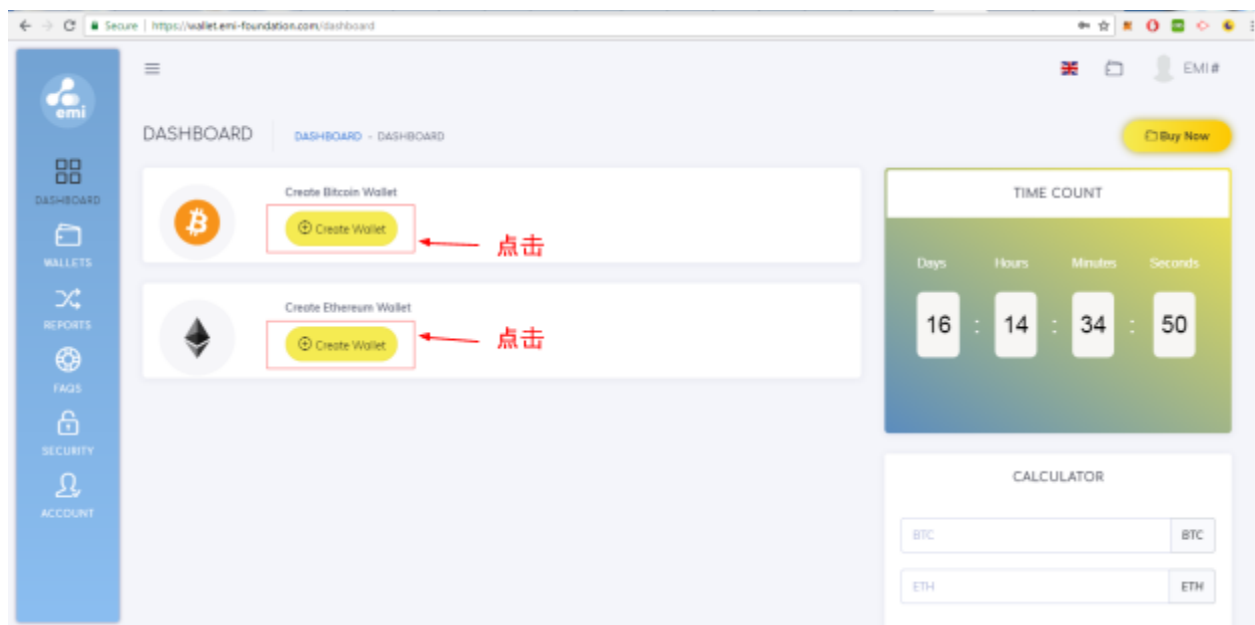 Secure | https://wallet.emi-foundation.com/dashboard
EMI#
emi
DASHBOARD
DASHBOARD - DASHBOARD
Buy Now
DASHBOARD
WALLETS
REPORTS
FAQS
SECURITY
ACCOUNT
Create Bitcoin Wallet
Create Wallet
点击
Create Ethereum Wallet
Create Wallet
点击
TIME COUNT
Days Hours Minutes Seconds
16 : 14 : 34 : 50
CALCULATOR
BTC BTC
ETH ETH